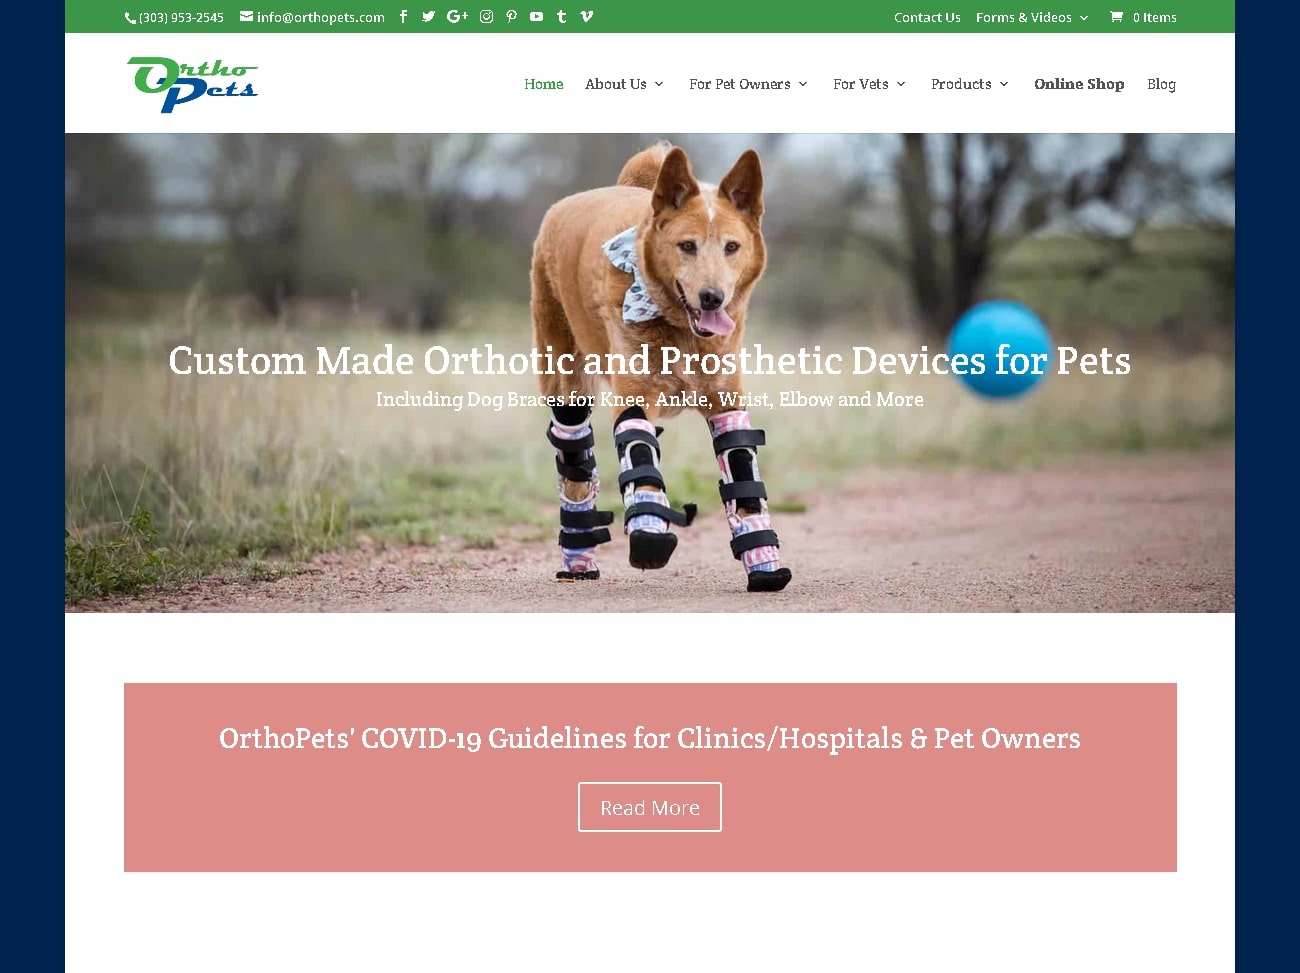 (303) 953-2545 info@orthopets.com Contact Us Forms & Videos 0 Items
Ortho Pets
Home About Us For Pet Owners For Vets Products Online Shop Blog
Custom Made Orthotic and Prosthetic Devices for Pets
Including Dog Braces for Knee, Ankle, Wrist, Elbow and More
OrthoPets' COVID-19 Guidelines for Clinics/Hospitals & Pet Owners
Read More